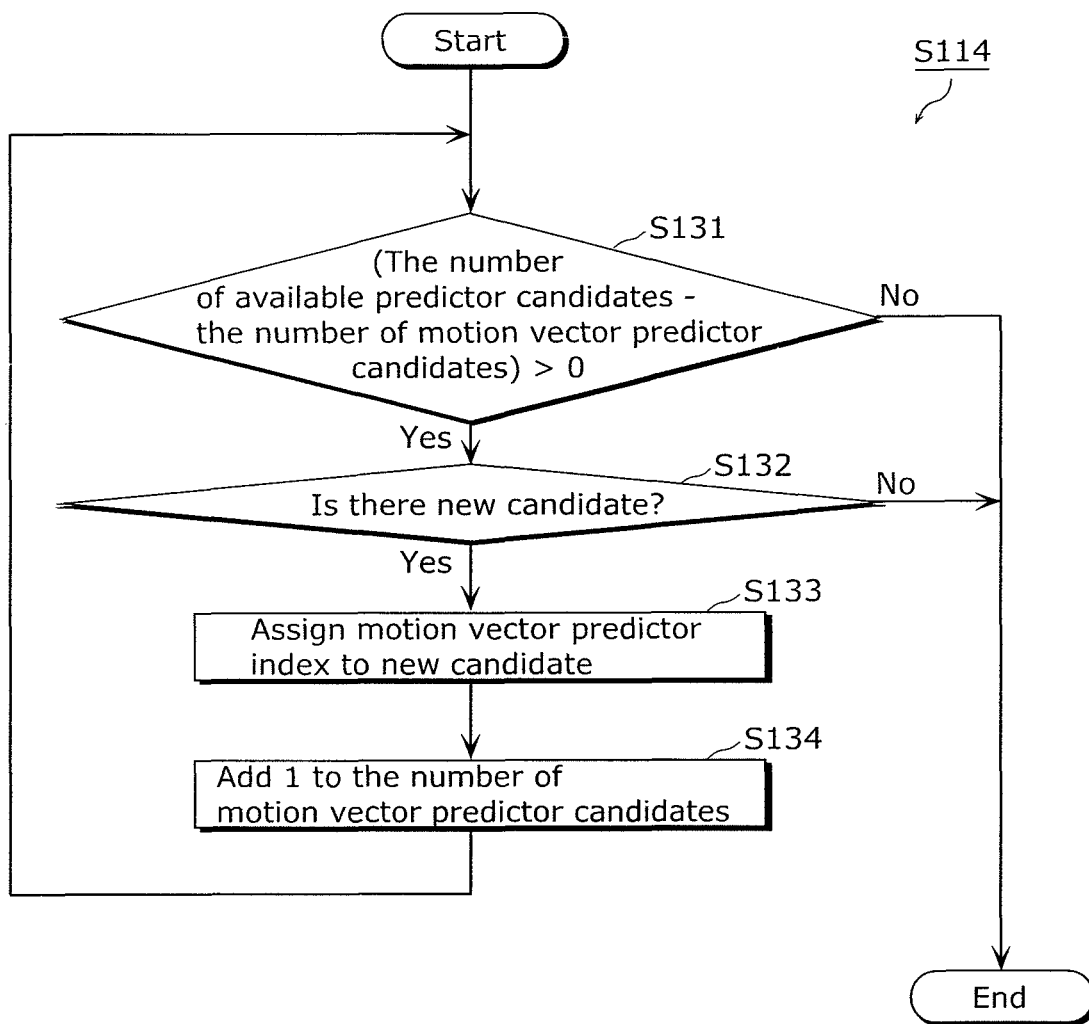 Start
S114
S131
(The number
of available predictor candidates -
the number of motion vector predictor
candidates) > 0
No
Yes
S132
Is there new candidate?
No
Yes
S133
Assign motion vector predictor
index to new candidate
S134
Add 1 to the number of
motion vector predictor candidates
End